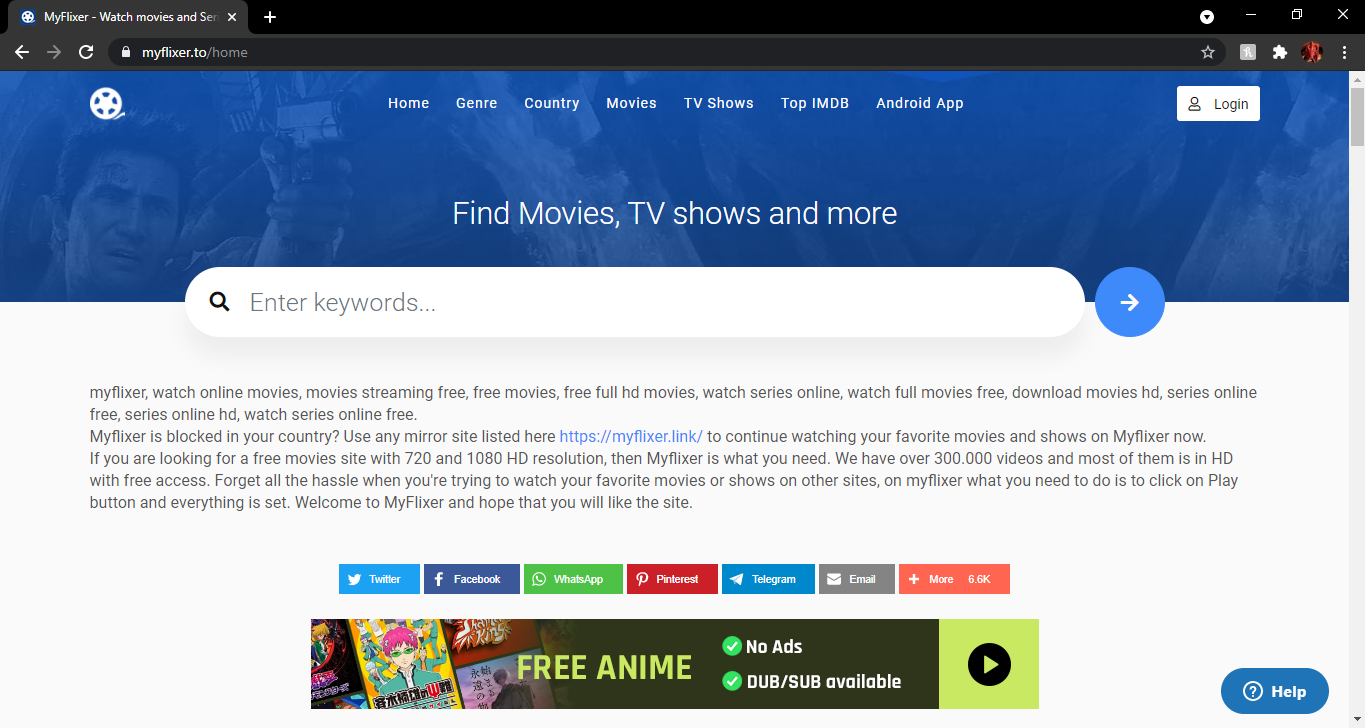 MyFlixer - Watch movies and Ser
myflixer.to/home
Home Genre Country Movies TV Shows Top IMDB Android App Login
Find Movies, TV shows and more
Enter keywords...
myflixer, watch online movies, movies streaming free, free movies, free full hd movies, watch series online, watch full movies free, download movies hd, series online
free, series online hd, watch series online free.
Myflixer is blocked in your country? Use any mirror site listed here https://myflixer.link/ to continue watching your favorite movies and shows on Myflixer now.
If you are looking for a free movies site with 720 and 1080 HD resolution, then Myflixer is what you need. We have over 300.000 videos and most of them is in HD
with free access. Forget all the hassle when you're trying to watch your favorite movies or shows on other sites, on myflixer what you need to do is to click on Play
button and everything is set. Welcome to MyFlixer and hope that you will like the site.
Twitter Facebook WhatsApp Pinterest Telegram Email More 6.6K
FREE ANIME
No Ads
DUB/SUB available
Help